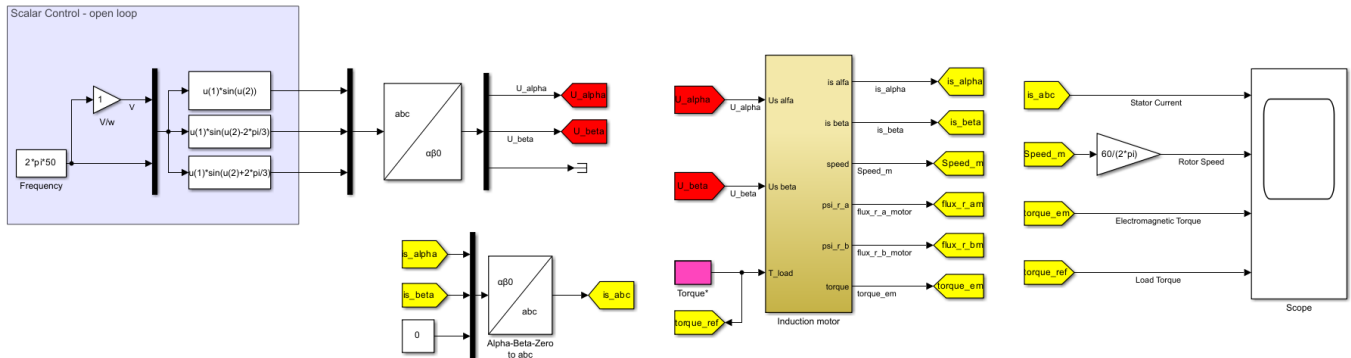 Scalar Control - open loop
1
V/w
V
2*pi*50
Frequency
u(1)*sin(u(2))
u(1)*sin(u(2)-2*pi/3)
u(1)*sin(u(2)+2*pi/3)
abc
αβ0
U_alpha
U_alpha
U_beta
U_beta
is_alpha
is_beta
0
αβ0
abc
Alpha-Beta-Zero
to abc
is_abc
U_alpha
U_alpha
U_beta
U_beta
Torque*
torque_ref
Us alfa
Us beta
T_load
is alfa
is beta
speed
psi_r_a
psi_r_b
torque
Induction motor
is_alpha
is_alpha
is_beta
is_beta
Speed_m
Speed_m
flux_r_a_motor
flux_r_am
flux_r_b_motor
flux_r_bm
torque_em
torque_em
is_abc
Stator Current
Speed_m
60/(2*pi)
Rotor Speed
torque_em
Electromagnetic Torque
torque_ref
Load Torque
Scope